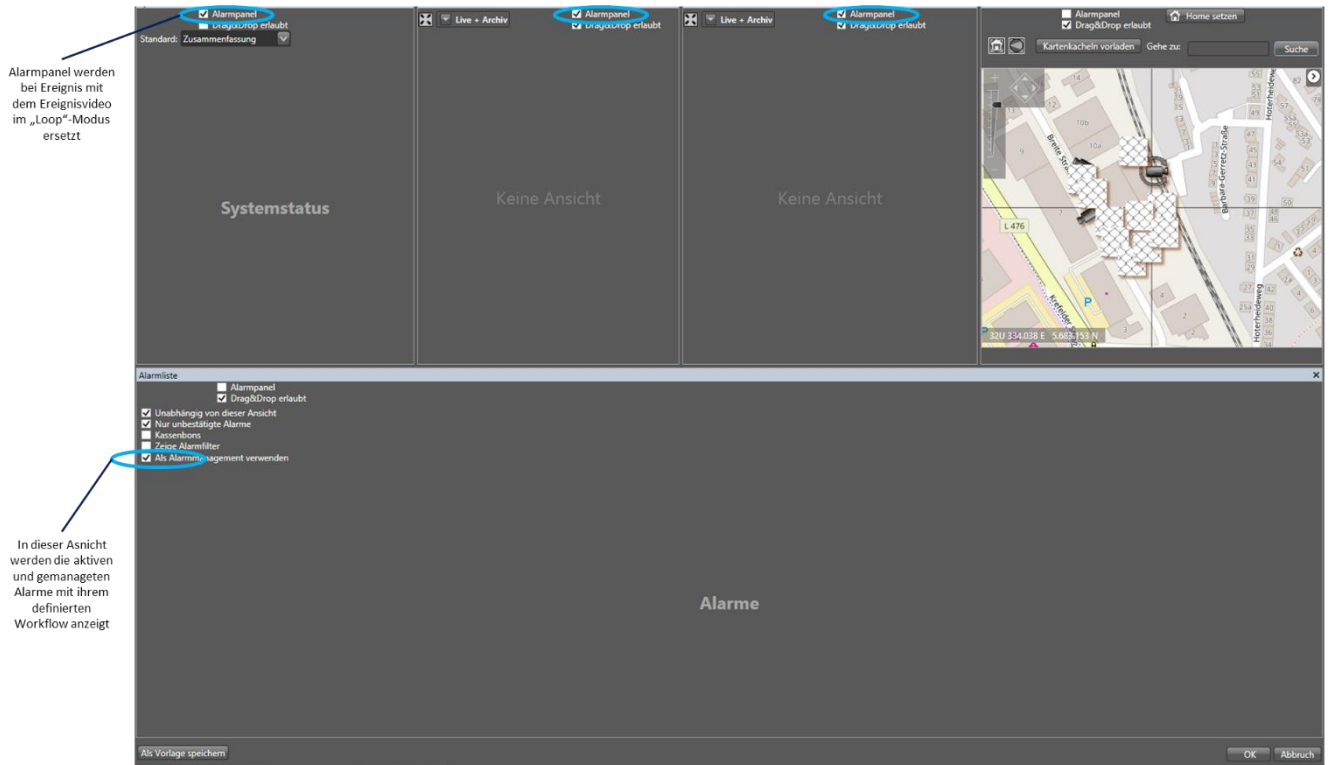 Alarmpanel
Drag&Drop erlaubt
Standard: Zusammenfassung
Systemstatus
Live + Archiv
Alarmpanel
Drag&Drop erlaubt
Keine Ansicht
Live + Archiv
Alarmpanel
Drag&Drop erlaubt
Keine Ansicht
Alarmpanel
Home setzen
Drag&Drop erlaubt
Kartenkacheln vorladen Gehe zu: Suche
Breite Stra
Barbara-Gerretz-Straße
Hoterheideweg
Hoterheideweg
L 476
P
Krefelder
10b
10a
32U 334.038 E 5.683.153 N
Alarmpanel werden
bei Ereignis mit
dem Ereignisvideo
im „Loop“-Modus
ersetzt
Alarmliste
Alarmpanel
Drag&Drop erlaubt
Unabhängig von dieser Ansicht
Nur unbestätigte Alarme
Kassenbons
Zeige Alarmfilter
Als Alarmmanagement verwenden
Alarme
In dieser Asnicht
werden die aktiven
und gemanageten
Alarme mit ihrem
definierten
Workflow anzeigt
Als Vorlage speichern
OK Abbruch